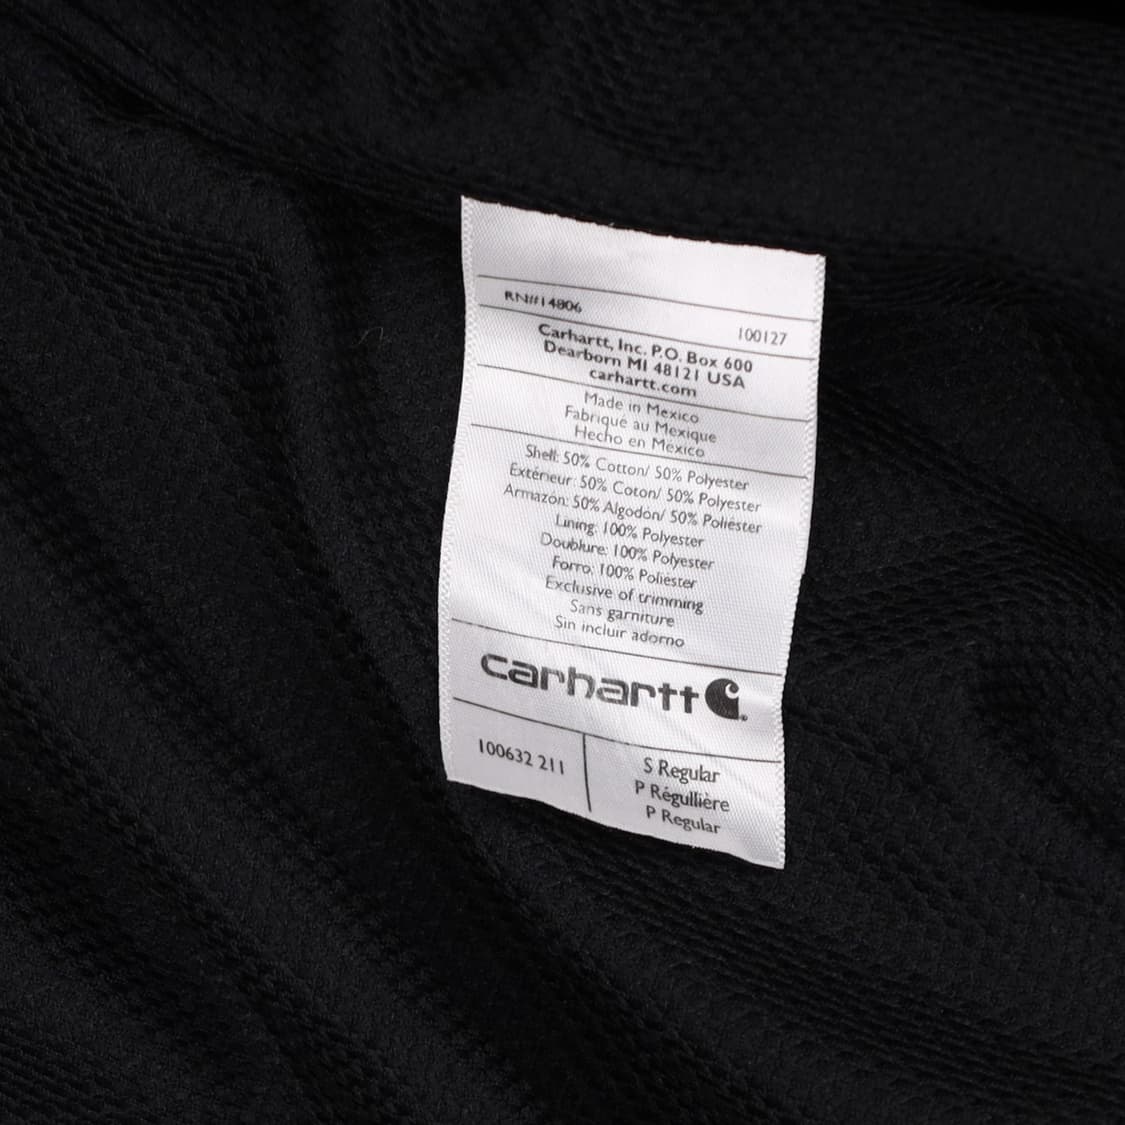 RN#14806
100127
Carhartt, Inc. P.O. Box 600
Dearborn MI 48121 USA
carhartt.com
Made in Mexico
Fabriqué au Mexique
Hecho en México
Shell: 50% Cotton/ 50% Polyester
Extérieur: 50% Coton/ 50% Polyester
Armazón: 50% Algodón/ 50% Poliéster
Lining: 100% Polyester
Doublure: 100% Polyester
Forro: 100% Poliéster
Exclusive of trimming
Sans garniture
Sin incluir adorno
carhartt
100632 211
S Regular
P Régullière
P Regular